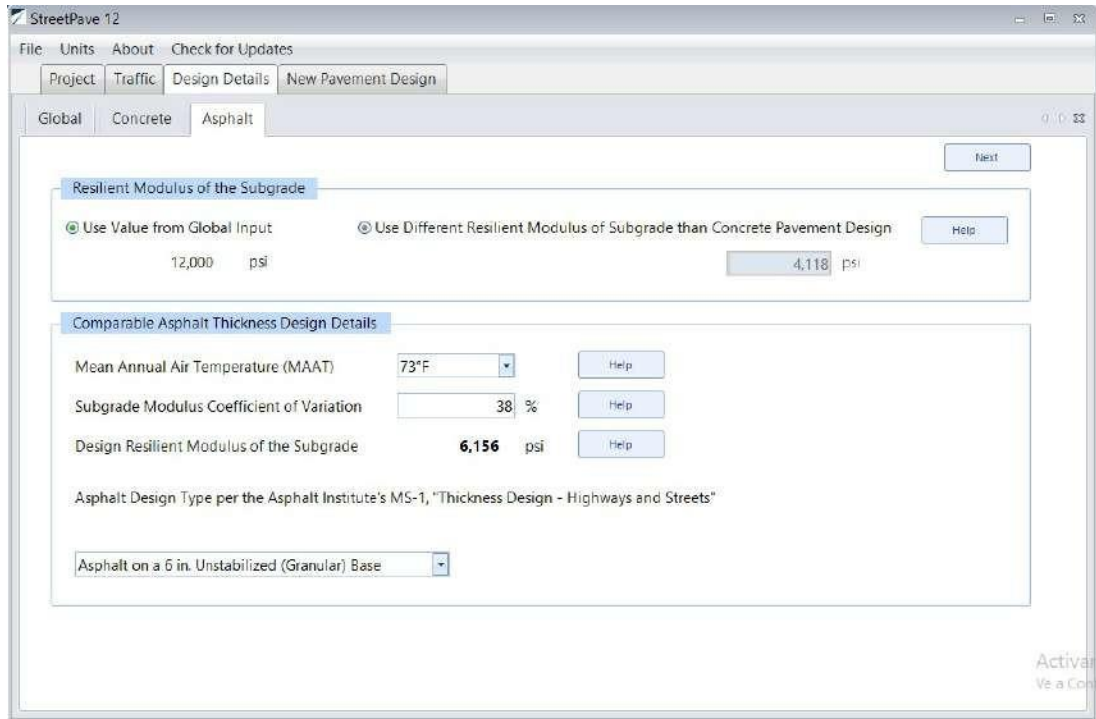 StreetPave 12
File Units About Check for Updates
Project Traffic Design Details New Pavement Design
Global Concrete Asphalt
Next
Resilient Modulus of the Subgrade
Use Value from Global Input Use Different Resilient Modulus of Subgrade than Concrete Pavement Design Help
12,000 psi 4,118 psi
Comparable Asphalt Thickness Design Details
Mean Annual Air Temperature (MAAT) 73°F Help
Subgrade Modulus Coefficient of Variation 38 % Help
Design Resilient Modulus of the Subgrade 6,156 psi Help
Asphalt Design Type per the Asphalt Institute's MS-1, "Thickness Design - Highways and Streets"
Asphalt on a 6 in. Unstabilized (Granular) Base
Activar
Ve a Con